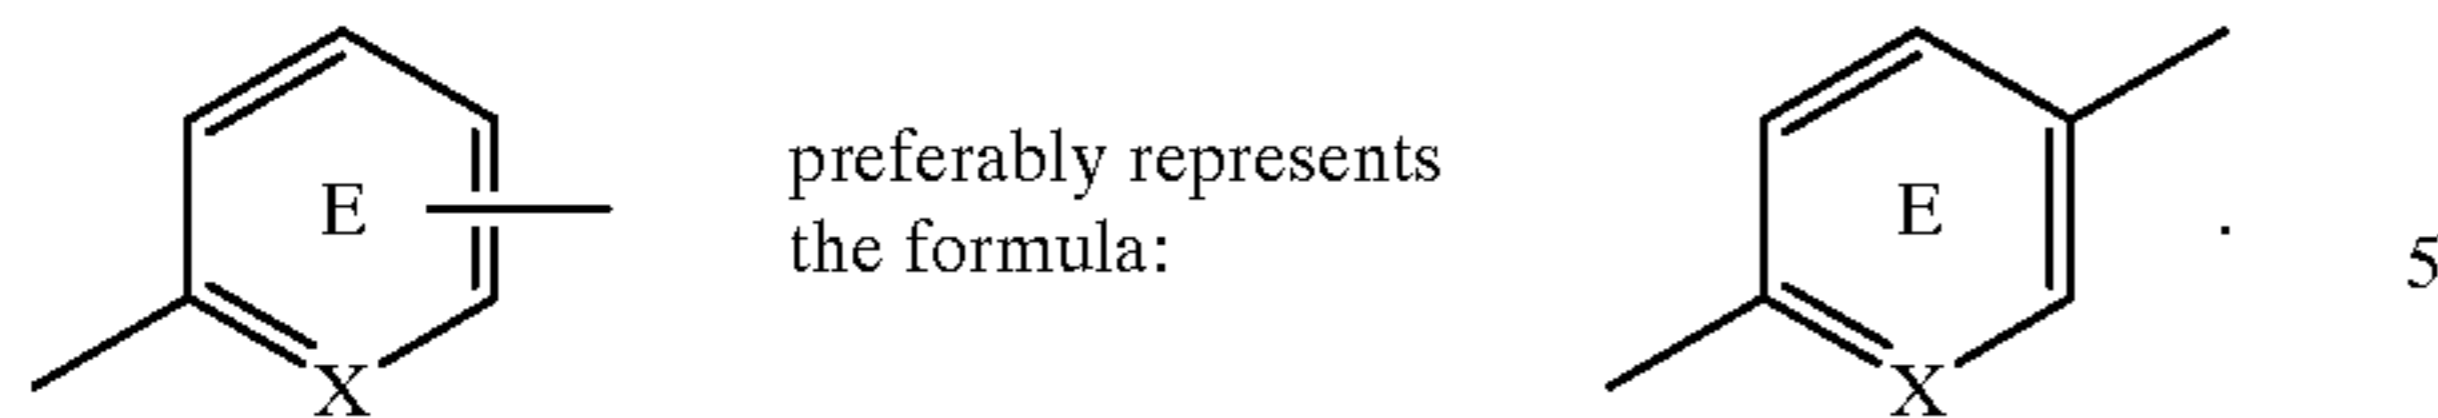 E
X
preferably represents
the formula:
E
X
.
5